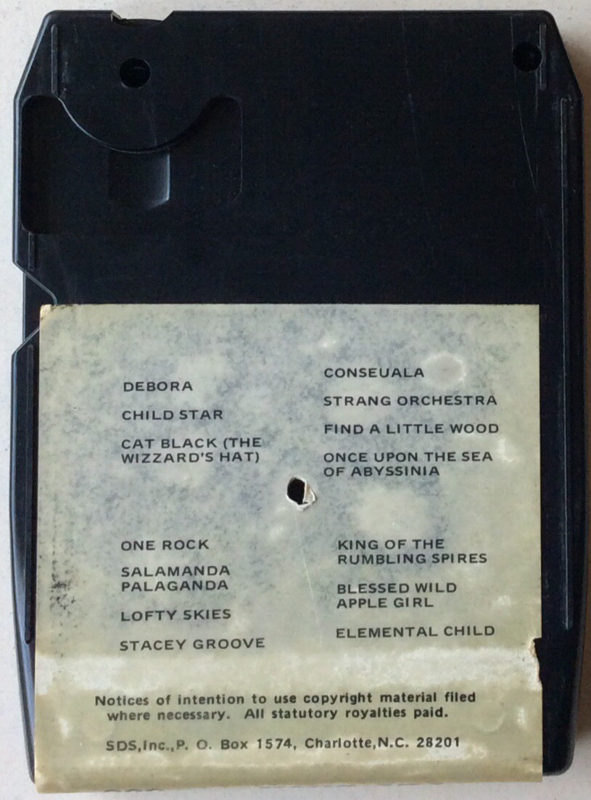 DEBORA
CHILD STAR
CAT BLACK (THE
WIZZARD'S HAT)
CONSEUALA
STRANG ORCHESTRA
FIND A LITTLE WOOD
ONCE UPON THE SEA
OF ABYSSINIA
ONE ROCK
SALAMANDA
PALAGANDA
LOFTY SKIES
STACEY GROOVE
KING OF THE
RUMBLING SPIRES
BLESSED WILD
APPLE GIRL
ELEMENTAL CHILD
Notices of intention to use copyright material filed
where necessary. All statutory royalties paid.
SDS,Inc.,P. O. Box 1574, Charlotte,N.C. 28201